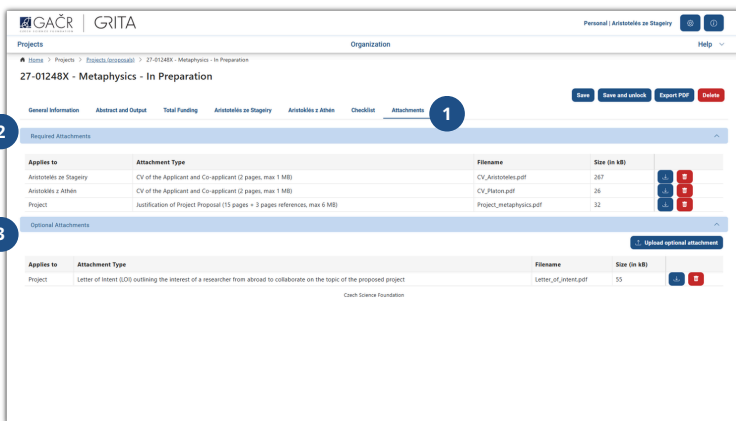 GAČR GRITA
Personal | Aristotelés ze Stageiry
Projects Organization Help
Home > Projects > Projects (proposals) > 27-01248X - Metaphysics - In Preparation
27-01248X - Metaphysics - In Preparation
Save Save and unlock Export PDF Delete
General Information Abstract and Output Total Funding Aristotelés ze Stageiry Aristoklés z Athén Checklist Attachments 1
2 Required Attachments
Applies to Attachment Type Filename Size (in kB)
Aristotelés ze Stageiry CV of the Applicant and Co-applicant (2 pages, max 1 MB) CV_Aristoteles.pdf 267
Aristoklés z Athén CV of the Applicant and Co-applicant (2 pages, max 1 MB) CV_Platon.pdf 26
Project Justification of Project Proposal (15 pages + 3 pages references, max 6 MB) Project_metaphysics.pdf 32
3 Optional Attachments
Upload optional attachment
Applies to Attachment Type Filename Size (in kB)
Project Letter of Intent (LOI) outlining the interest of a researcher from abroad to collaborate on the topic of the proposed project Letter_of_intent.pdf 55
Czech Science Foundation